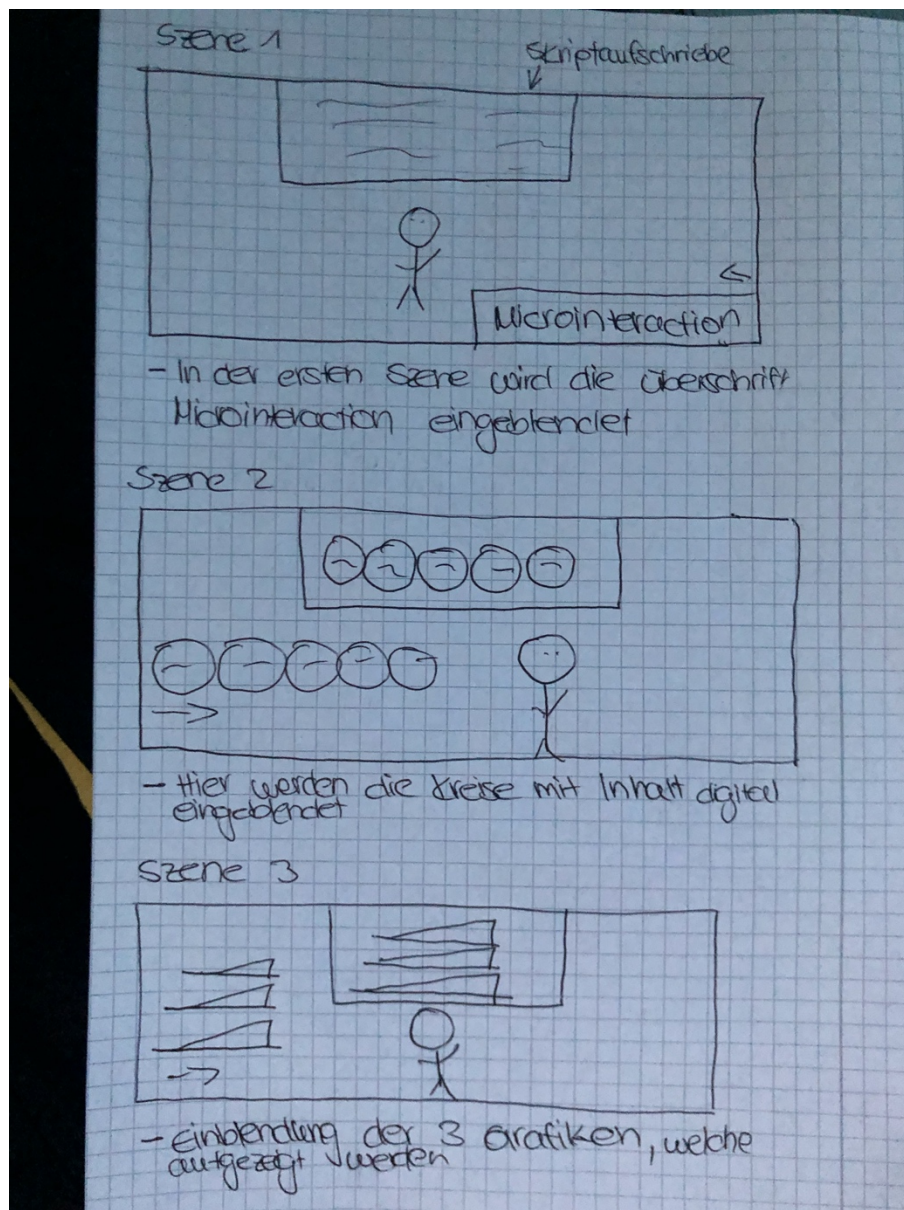 Szene 1
Skriptaufschriebe
Microinteraction
- In der ersten Szene wird die Überschrift
Microinteraction eingeblendet
Szene 2
- Hier werden die Kreise mit Inhalt digital
eingeblendet
Szene 3
- Einblendung der 3 Grafiken, welche
aufgezeigt werden